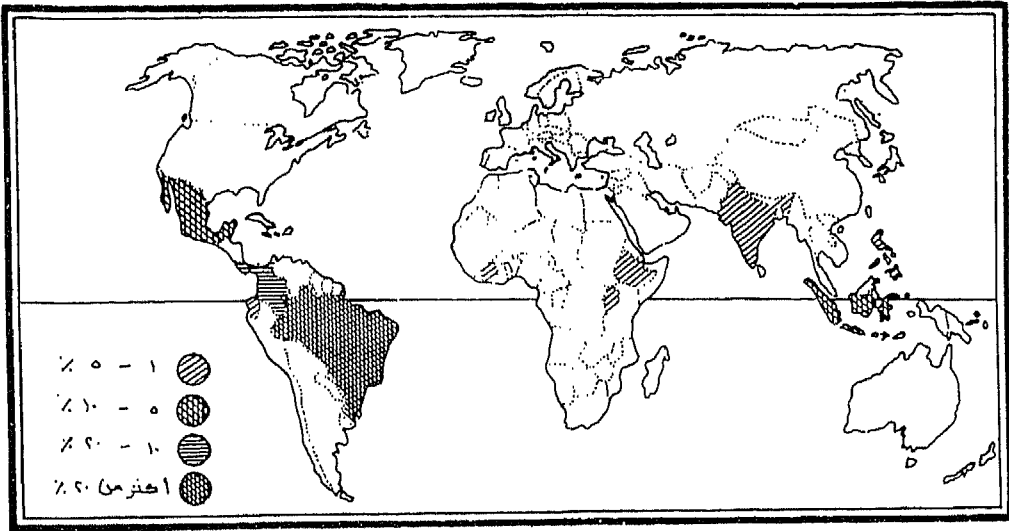 ١ - ٥ ٪
٥ - ١٠ ٪
١٠ - ٢٠ ٪
أكثر من ٢٠ ٪